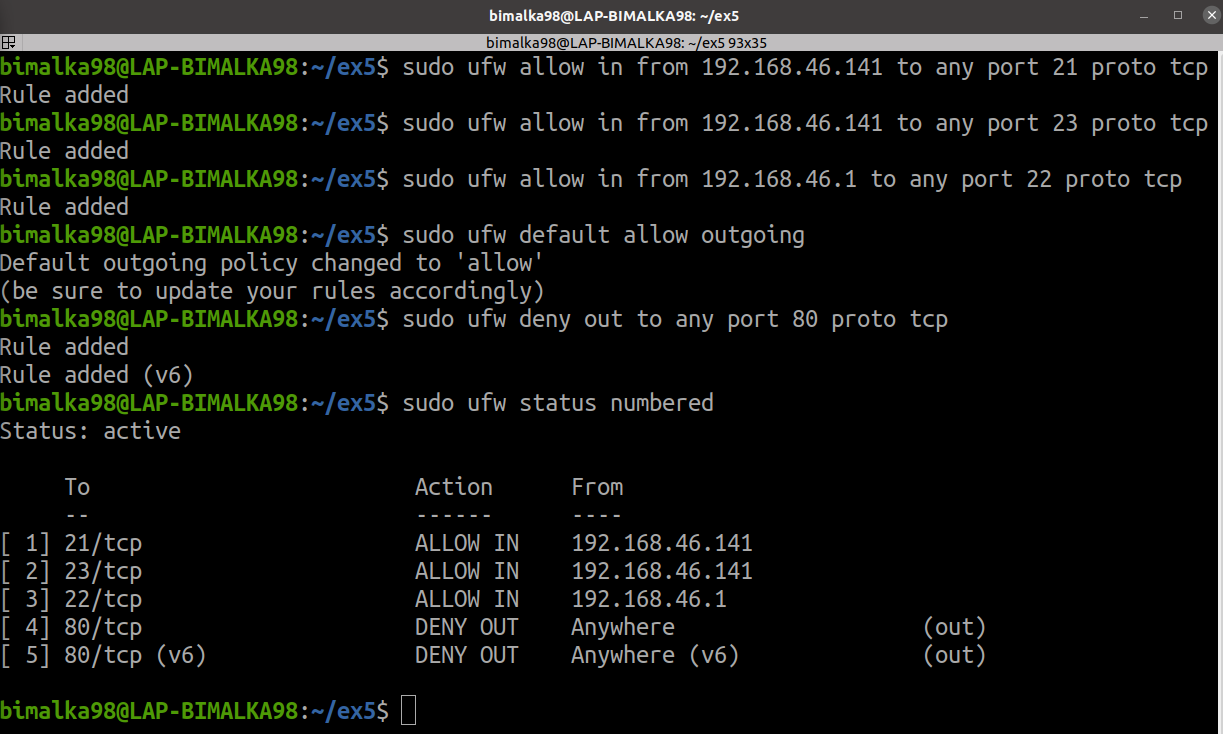 bimalka98@LAP-BIMALKA98: ~/ex5
bimalka98@LAP-BIMALKA98: ~/ex5 93x35
bimalka98@LAP-BIMALKA98:~/ex5$ sudo ufw allow in from 192.168.46.141 to any port 21 proto tcp
Rule added
bimalka98@LAP-BIMALKA98:~/ex5$ sudo ufw allow in from 192.168.46.141 to any port 23 proto tcp
Rule added
bimalka98@LAP-BIMALKA98:~/ex5$ sudo ufw allow in from 192.168.46.1 to any port 22 proto tcp
Rule added
bimalka98@LAP-BIMALKA98:~/ex5$ sudo ufw default allow outgoing
Default outgoing policy changed to 'allow'
(be sure to update your rules accordingly)
bimalka98@LAP-BIMALKA98:~/ex5$ sudo ufw deny out to any port 80 proto tcp
Rule added
Rule added (v6)
bimalka98@LAP-BIMALKA98:~/ex5$ sudo ufw status numbered
Status: active
     To                         Action      From
     --                         ------      ----
[ 1] 21/tcp                     ALLOW IN    192.168.46.141
[ 2] 23/tcp                     ALLOW IN    192.168.46.141
[ 3] 22/tcp                     ALLOW IN    192.168.46.1
[ 4] 80/tcp                     DENY OUT    Anywhere                   (out)
[ 5] 80/tcp (v6)                DENY OUT    Anywhere (v6)              (out)
bimalka98@LAP-BIMALKA98:~/ex5$